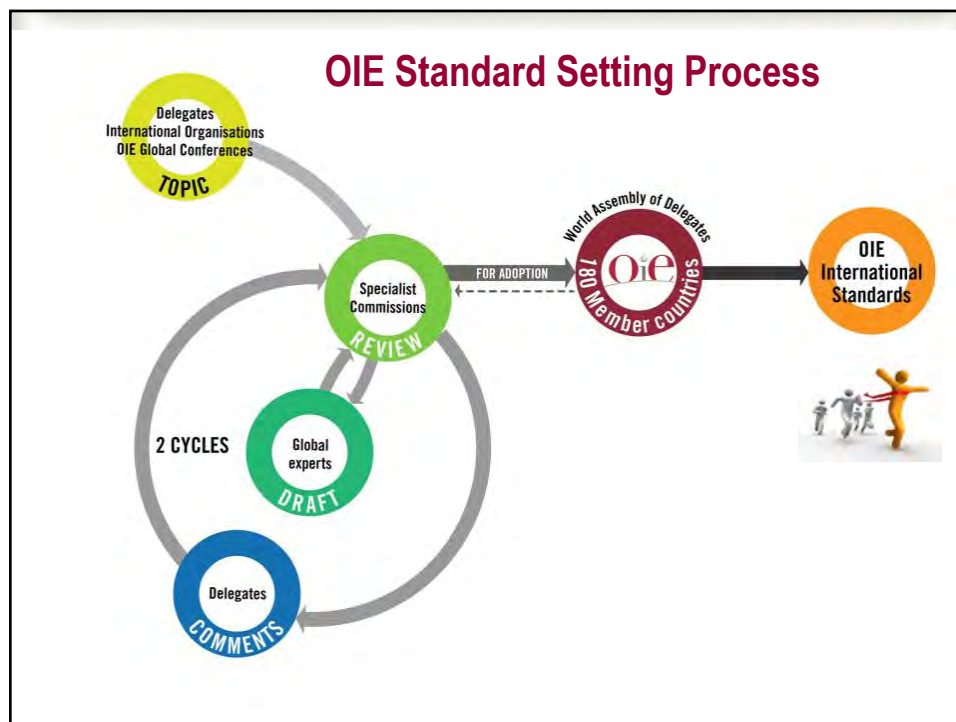 OIE Standard Setting Process
Delegates
International Organisations
OIE Global Conferences
TOPIC
Specialist
Commissions
REVIEW
FOR ADOPTION
World Assembly of Delegates
Oie
180 Member countries
OIE
International
Standards
2 CYCLES
Global
experts
DRAFT
Delegates
COMMENTS